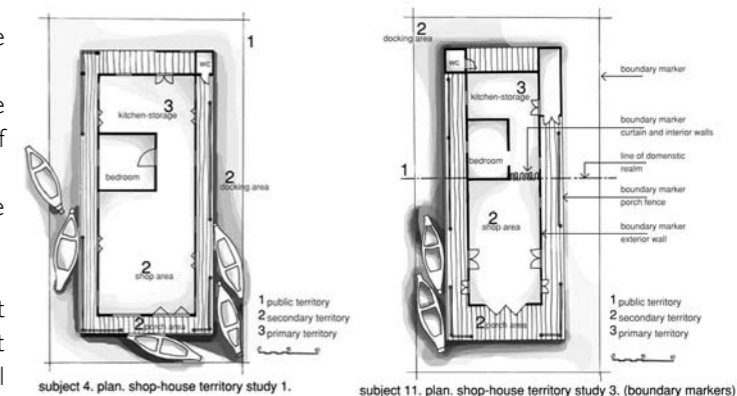 e
e
f
e
t
t
l
1
wc
3
kitchen-storage
bedroom
2
docking area
2
shop area
2 porch area
1 public territory
2 secondary territory
3 primary territory
subject 4. plan. shop-house territory study 1.
2
docking area
wc
3
kitchen-storage
bedroom
1
2
shop area
2 porch area
boundary marker
boundary marker
curtain and interior walls
line of domenstic
realm
boundary marker
porch fence
boundary marker
exterior wall
1 public territory
2 secondary territory
3 primary territory
subject 11. plan. shop-house territory study 3. (boundary markers)